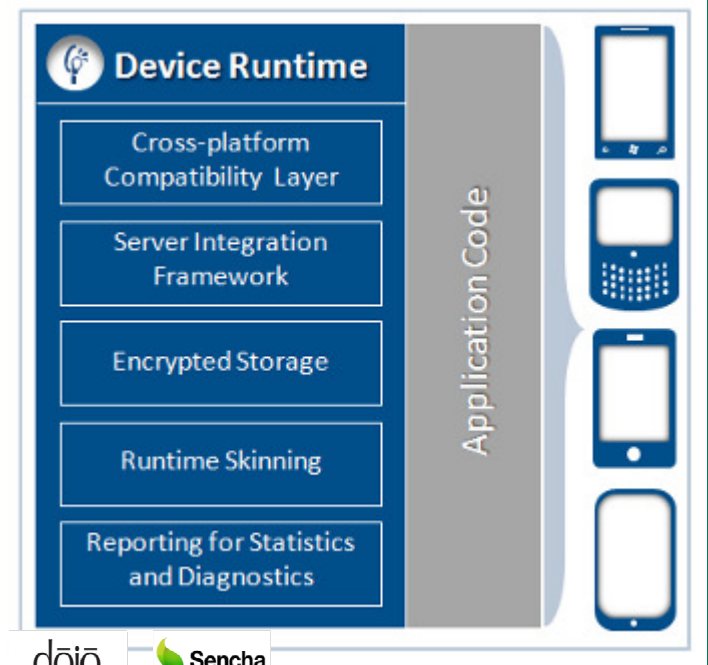 Device Runtime
Cross-platform
Compatibility Layer
Server Integration
Framework
Encrypted Storage
Runtime Skinning
Reporting for Statistics
and Diagnostics
Application Code
dōjō
Sencha